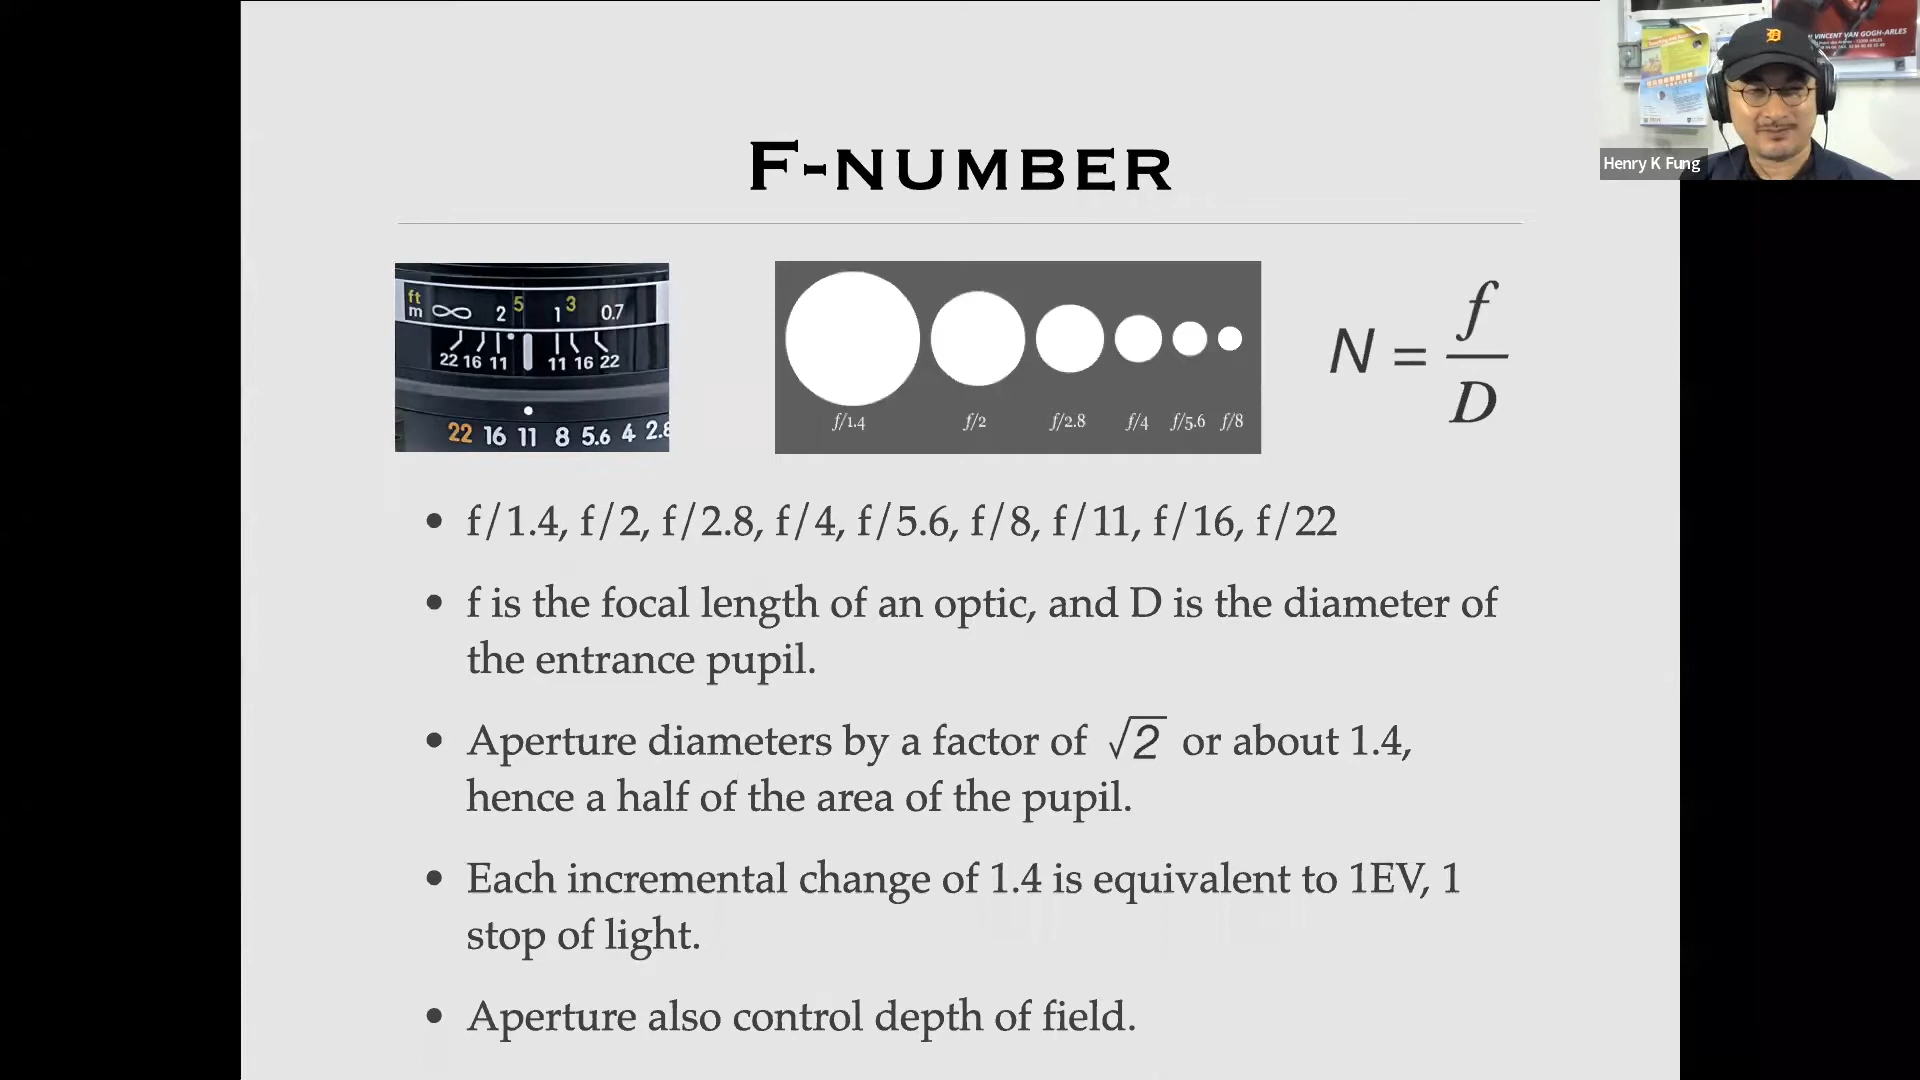 F-NUMBER
ft ∞ 2 5 1 3 0.7
m
22 16 11 11 16 22
22 16 11 8 5.6 4 2.8
f/1.4 f/2 f/2.8 f/4 f/5.6 f/8
N = f/D
• f/1.4, f/2, f/2.8, f/4, f/5.6, f/8, f/11, f/16, f/22
• f is the focal length of an optic, and D is the diameter of
the entrance pupil.
• Aperture diameters by a factor of √2 or about 1.4,
hence a half of the area of the pupil.
• Each incremental change of 1.4 is equivalent to 1EV, 1
stop of light.
• Aperture also control depth of field.
VINCENT VAN GOGH-ARLES
D
Henry K Fung